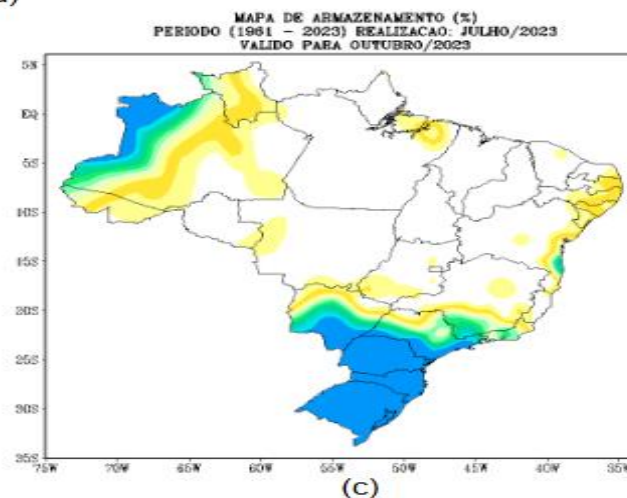 MAPA DE ARMAZENAMENTO (%)
PERIODO (1961 - 2023) REALIZACAO: JULHO/2023
VALIDO PARA OUTUBRO/2023
5N
EQ
5S
10S
15S
20S
25S
30S
35S
75W 70W 65W 60W 55W 50W 45W 40W 35W
(C)